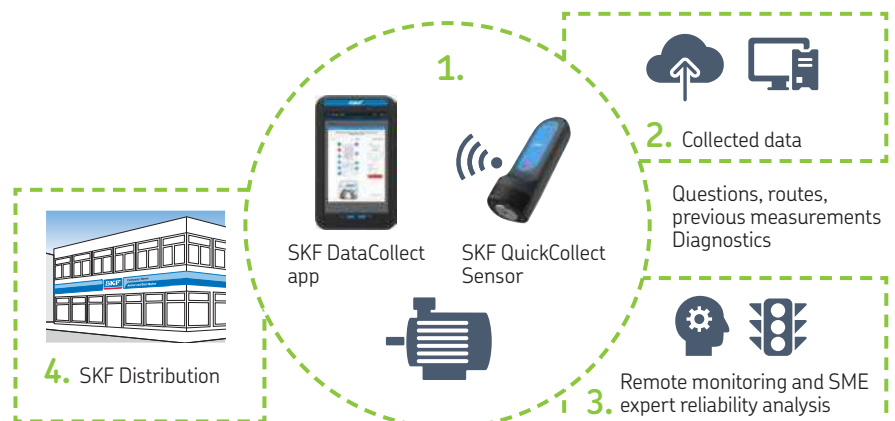 1.
SKF DataCollect
app
SKF QuickCollect
Sensor
2. Collected data
Questions, routes,
previous measurements
Diagnostics
3. Remote monitoring and SME
expert reliability analysis
SKF
4. SKF Distribution